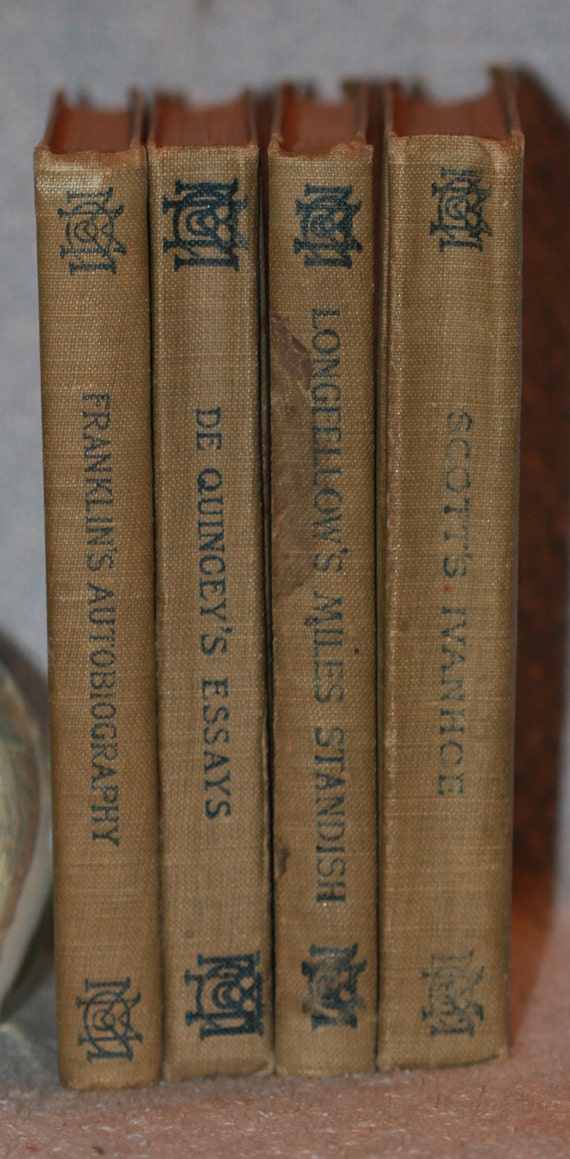 FRANKLIN'S AUTOBIOGRAPHY
DE QUINCEY'S ESSAYS
LONGFELLOW'S MILES STANDISH
SCOTT'S IVANHOE